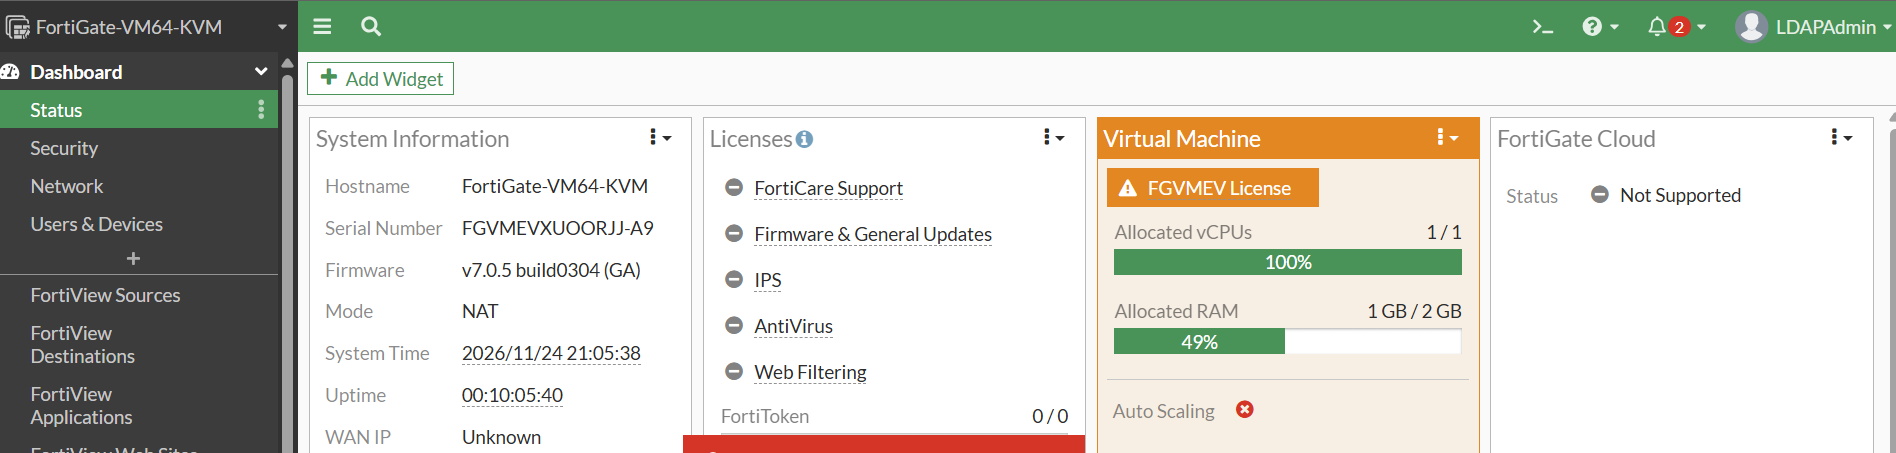 FortiGate-VM64-KVM
2
LDAPAdmin
Dashboard
Status
Security
Network
Users & Devices
FortiView Sources
FortiView
Destinations
FortiView
Applications
FortiView Web Sites
Add Widget
System Information
Hostname FortiGate-VM64-KVM
Serial Number FGVMEVXUOORJJ-A9
Firmware v7.0.5 build0304 (GA)
Mode NAT
System Time 2026/11/24 21:05:38
Uptime 00:10:05:40
WAN IP Unknown
Licenses
FortiCare Support
Firmware & General Updates
IPS
AntiVirus
Web Filtering
FortiToken 0 / 0
Virtual Machine
FGVMEV License
Allocated vCPUs 1 / 1
100%
Allocated RAM 1 GB / 2 GB
49%
Auto Scaling
FortiGate Cloud
Status Not Supported